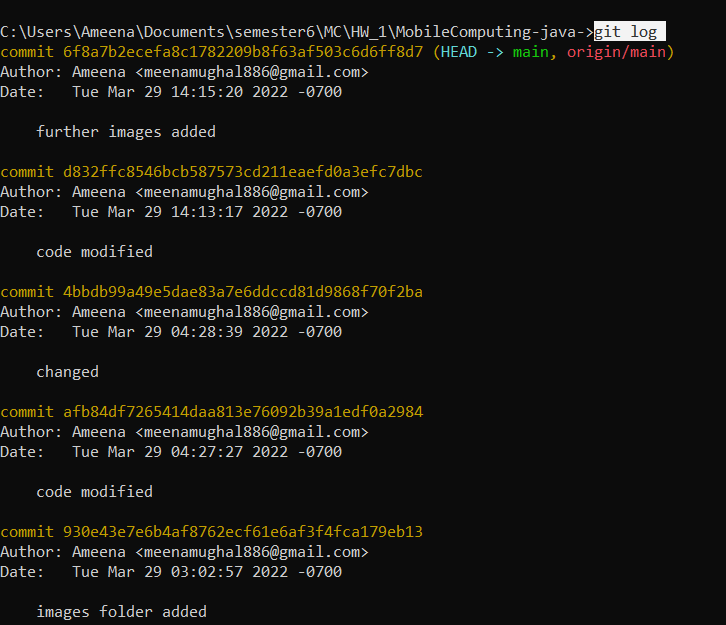 C:\Users\Ameena\Documents\semester6\MC\HW_1\MobileComputing-java->git log
commit 6f8a7b2ecefa8c1782209b8f63af503c6d6ff8d7 (HEAD -> main, origin/main)
Author: Ameena <meenamughal886@gmail.com>
Date:   Tue Mar 29 14:15:20 2022 -0700
further images added
commit d832ffc8546bcb587573cd211eaefd0a3efc7dbc
Author: Ameena <meenamughal886@gmail.com>
Date:   Tue Mar 29 14:13:17 2022 -0700
code modified
commit 4bbdb99a49e5dae83a7e6ddccd81d9868f70f2ba
Author: Ameena <meenamughal886@gmail.com>
Date:   Tue Mar 29 04:28:39 2022 -0700
changed
commit afb84df7265414daa813e76092b39a1edf0a2984
Author: Ameena <meenamughal886@gmail.com>
Date:   Tue Mar 29 04:27:27 2022 -0700
code modified
commit 930e43e7e6b4af8762ecf61e6af3f4fca179eb13
Author: Ameena <meenamughal886@gmail.com>
Date:   Tue Mar 29 03:02:57 2022 -0700
images folder added